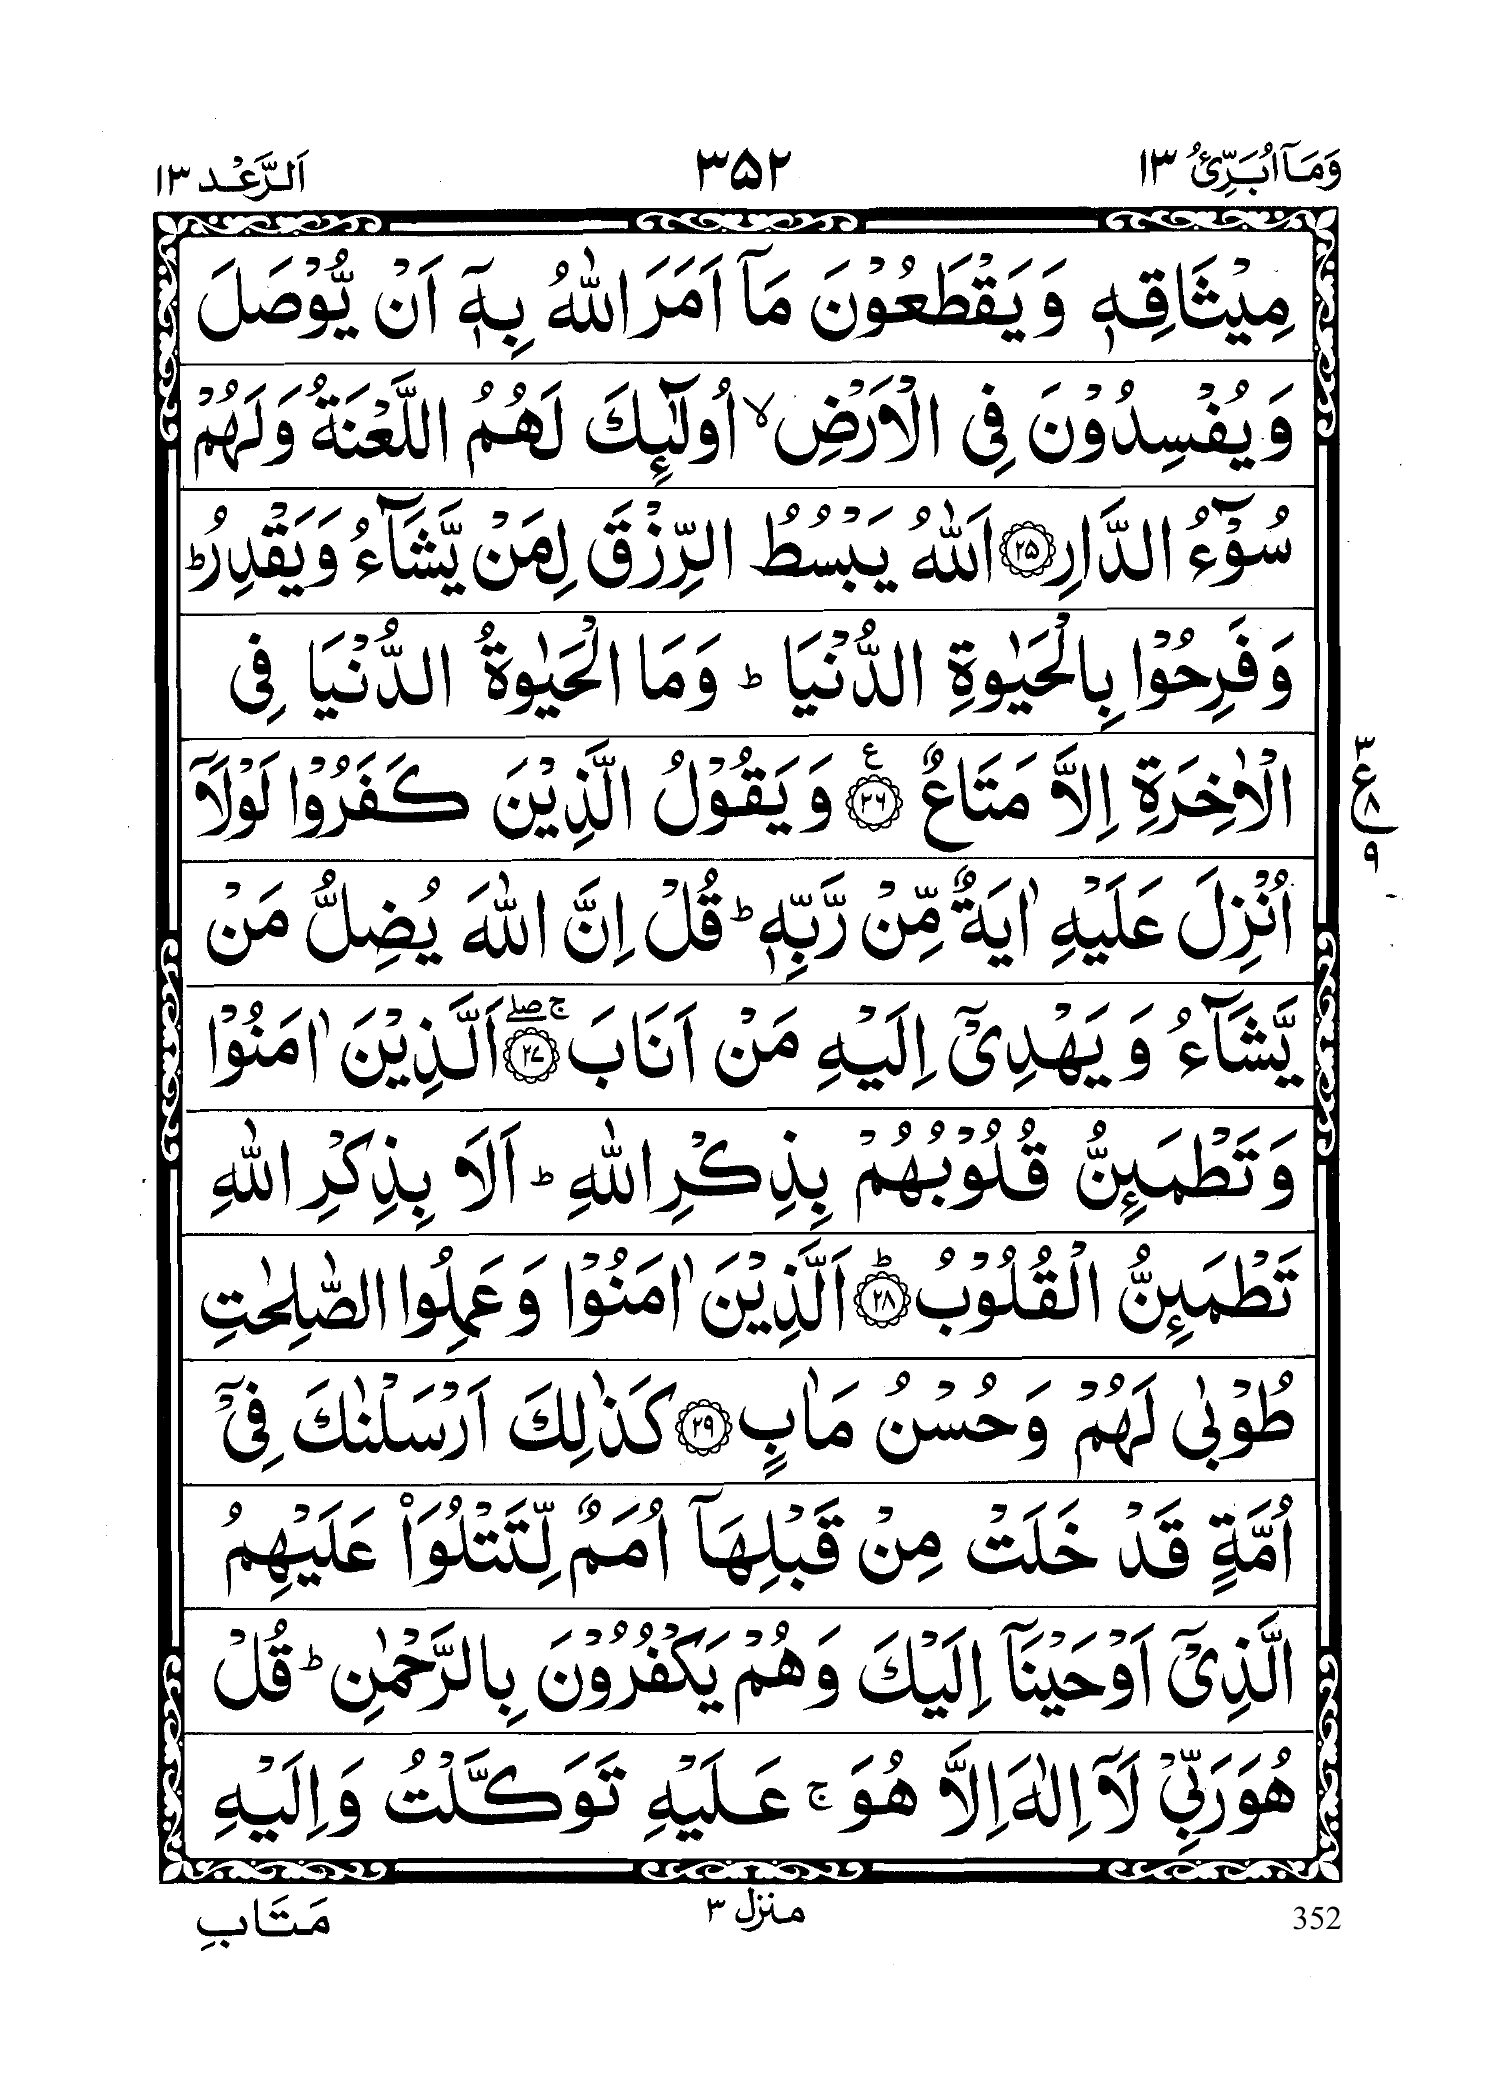 وَمَآ اُبَرِّئُ ١٣
٣٥٢
اَلرَّعْد ١٣
مِيْثَاقِهٖ وَيَقْطَعُوْنَ مَآ اَمَرَ اللّٰهُ بِهٖٓ اَنْ يُّوْصَلَ
وَيُفْسِدُوْنَ فِى الْاَرْضِ ۙ اُولٰٓئِكَ لَهُمُ اللَّعْنَةُ وَلَهُمْ
سُوْٓءُ الدَّارِ ۝٢٥ اَللّٰهُ يَبْسُطُ الرِّزْقَ لِمَنْ يَّشَآءُ وَيَقْدِرُ ؕ
وَفَرِحُوْا بِالْحَيٰوةِ الدُّنْيَا ؕ وَمَا الْحَيٰوةُ الدُّنْيَا فِى
الْاٰخِرَةِ اِلَّا مَتَاعٌ ۝٢٦ ع وَيَقُوْلُ الَّذِيْنَ كَفَرُوْا لَوْلَآ
٣ ع ٨ ٩
اُنْزِلَ عَلَيْهِ اٰيَةٌ مِّنْ رَّبِّهٖ ؕ قُلْ اِنَّ اللّٰهَ يُضِلُّ مَنْ
يَّشَآءُ وَيَهْدِىْٓ اِلَيْهِ مَنْ اَنَابَ ۝٢٧ ۚ ۖ اَلَّذِيْنَ اٰمَنُوْا
وَتَطْمَئِنُّ قُلُوْبُهُمْ بِذِكْرِ اللّٰهِ ؕ اَلَا بِذِكْرِ اللّٰهِ
تَطْمَئِنُّ الْقُلُوْبُ ۝٢٨ ؕ اَلَّذِيْنَ اٰمَنُوْا وَعَمِلُوا الصّٰلِحٰتِ
طُوْبٰى لَهُمْ وَحُسْنُ مَاٰبٍ ۝٢٩ كَذٰلِكَ اَرْسَلْنٰكَ فِىْٓ
اُمَّةٍ قَدْ خَلَتْ مِنْ قَبْلِهَآ اُمَمٌ لِّتَتْلُوَا۟ عَلَيْهِمُ
الَّذِىْٓ اَوْحَيْنَآ اِلَيْكَ وَهُمْ يَكْفُرُوْنَ بِالرَّحْمٰنِ ؕ قُلْ
هُوَ رَبِّىْ لَآ اِلٰهَ اِلَّا هُوَ ۚ عَلَيْهِ تَوَكَّلْتُ وَاِلَيْهِ
352
منزل ٣
مَتَابِ